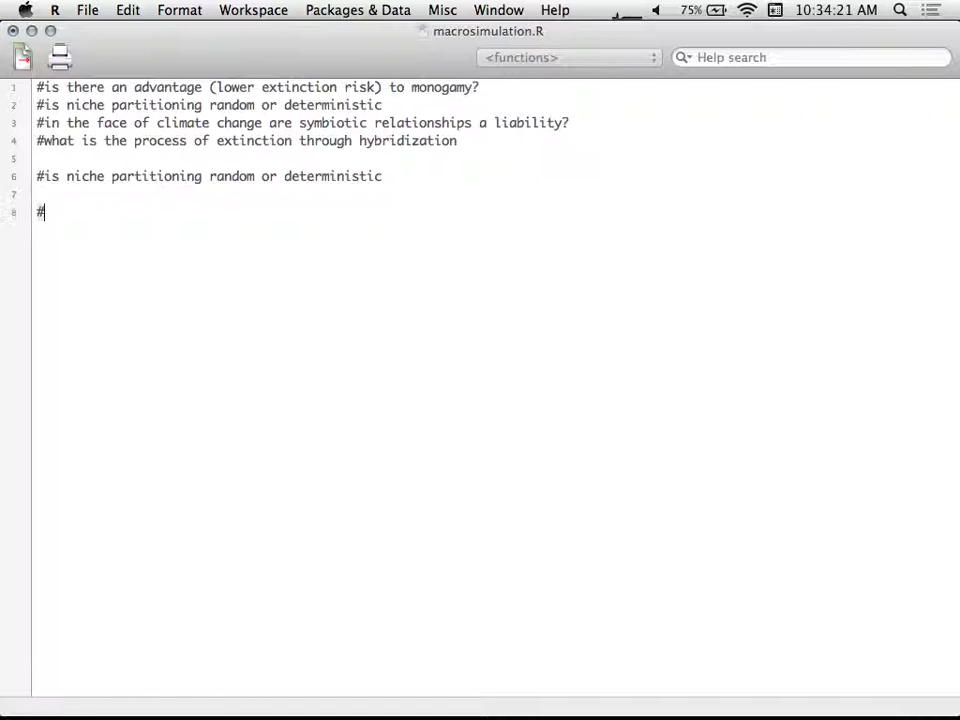 R File Edit Format Workspace Packages & Data Misc Window Help 75% 10:34:21 AM
macrosimulation.R
<functions> Help search
1 #is there an advantage (lower extinction risk) to monogamy?
2 #is niche partitioning random or deterministic
3 #in the face of climate change are symbiotic relationships a liability?
4 #what is the process of extinction through hybridization
5
6 #is niche partitioning random or deterministic
7
8 #